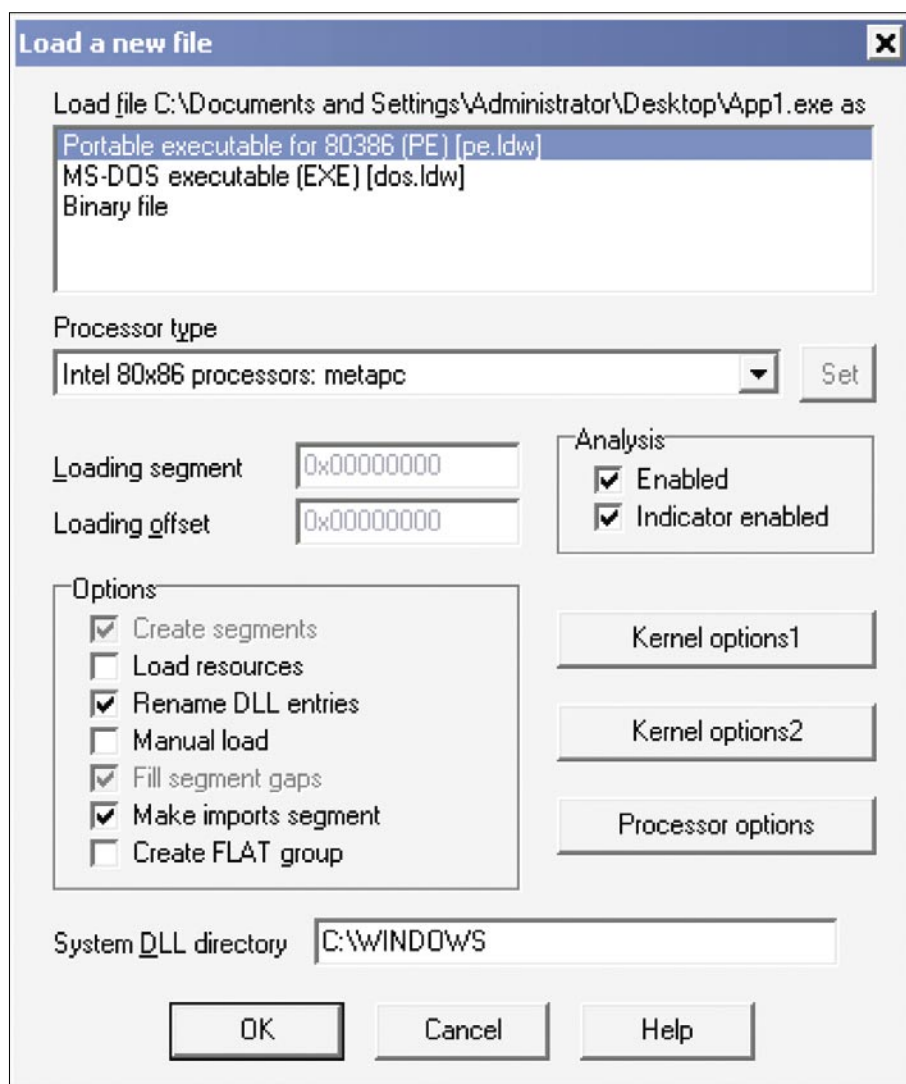 Load a new file
Load file C:\Documents and Settings\Administrator\Desktop\App1.exe as
Portable executable for 80386 (PE) [pe.ldw]
MS-DOS executable (EXE) [dos.ldw]
Binary file
Processor type
Intel 80x86 processors: metapc
Set
Loading segment
0x00000000
Loading offset
0x00000000
Analysis
Enabled
Indicator enabled
Options
Create segments
Load resources
Rename DLL entries
Manual load
Fill segment gaps
Make imports segment
Create FLAT group
Kernel options1
Kernel options2
Processor options
System DLL directory
C:\WINDOWS
OK
Cancel
Help